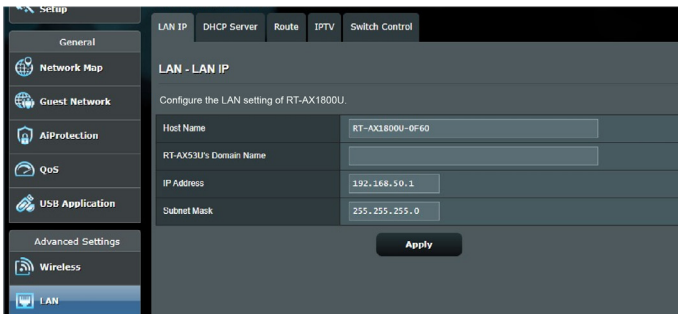 Setup
LAN IP DHCP Server Route IPTV Switch Control
General
Network Map
LAN - LAN IP
Guest Network
Configure the LAN setting of RT-AX1800U.
AiProtection
Host Name RT-AX1800U-0F60
RT-AX53U's Domain Name
QoS
IP Address 192.168.50.1
USB Application
Subnet Mask 255.255.255.0
Advanced Settings
Apply
Wireless
LAN